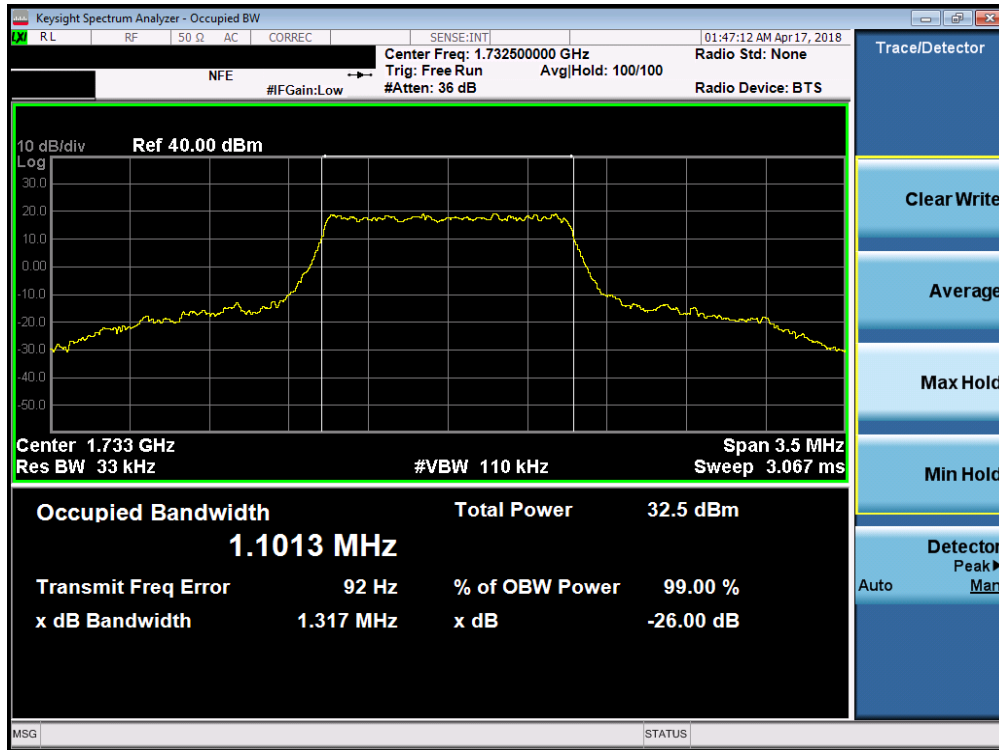 Keysight Spectrum Analyzer - Occupied BW
LXI RL RF 50 Ω AC CORREC SENSE:INT 01:47:12 AM Apr 17, 2018
Center Freq: 1.732500000 GHz Radio Std: None
NFE Trig: Free Run Avg|Hold: 100/100
#IFGain:Low #Atten: 36 dB Radio Device: BTS
10 dB/div Ref 40.00 dBm
Log
30.0
20.0
10.0
0.00
-10.0
-20.0
-30.0
-40.0
-50.0
Center 1.733 GHz Span 3.5 MHz
Res BW 33 kHz #VBW 110 kHz Sweep 3.067 ms
Occupied Bandwidth Total Power 32.5 dBm
1.1013 MHz
Transmit Freq Error 92 Hz % of OBW Power 99.00 %
x dB Bandwidth 1.317 MHz x dB -26.00 dB
Trace/Detector
Clear Write
Average
Max Hold
Min Hold
Detector
Peak▶
Auto Man
MSG STATUS